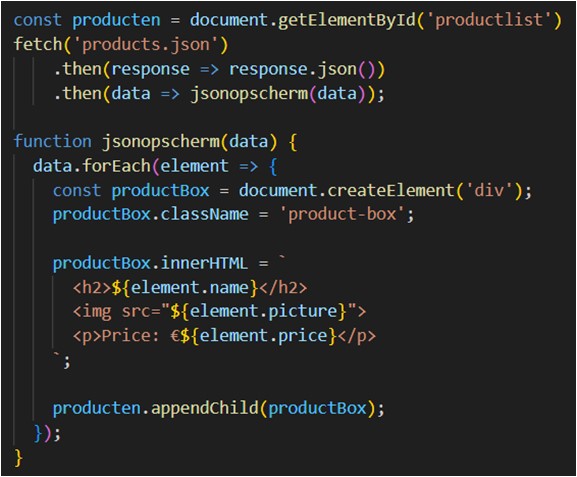 const producten = document.getElementById('productlist')
fetch('products.json')
    .then(response => response.json())
    .then(data => jsonopscherm(data));

function jsonopscherm(data) {
  data.forEach(element => {
    const productBox = document.createElement('div');
    productBox.className = 'product-box';

    productBox.innerHTML = `
      <h2>${element.name}</h2>
      <img src="${element.picture}">
      <p>Price: €${element.price}</p>
    `;

    producten.appendChild(productBox);
  });
}